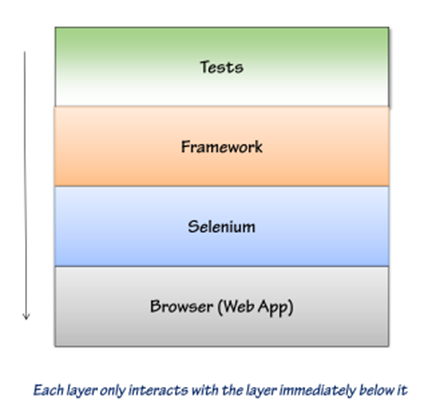 Tests
Framework
Selenium
Browser (Web App)
Each layer only interacts with the layer immediately below it